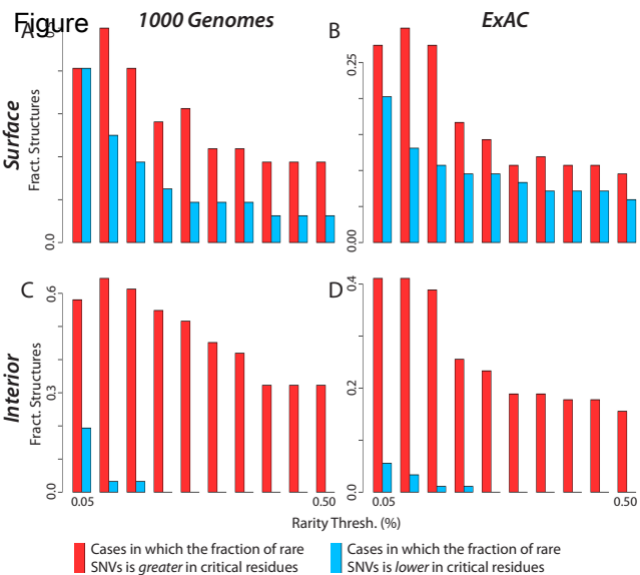 Figure
1000 Genomes
ExAC
A
B
Surface
Fract. Structures
0.0
0.25
0.00
C
D
Interior
Fract. Structures
0.6
0.3
0.0
0.4
0.2
0.0
0.05
0.50
0.05
0.50
Rarity Thresh. (%)
Cases in which the fraction of rare
SNVs is greater in critical residues
Cases in which the fraction of rare
SNVs is lower in critical residues